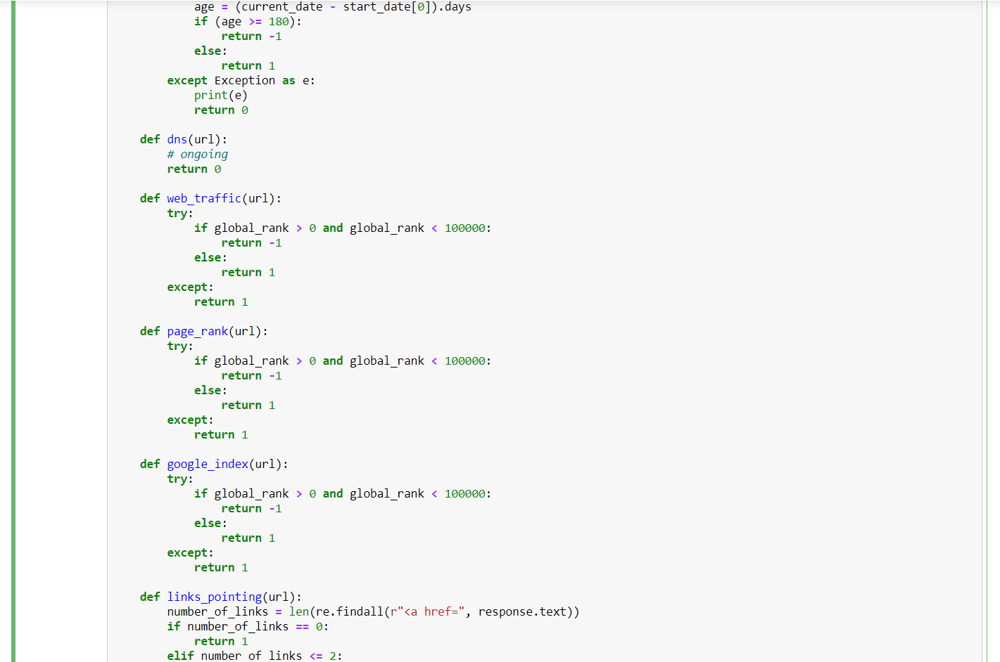 age = (current_date - start_date[0]).days
if (age >= 180):
return -1
else:
return 1
except Exception as e:
print(e)
return 0
def dns(url):
# ongoing
return 0
def web_traffic(url):
try:
if global_rank > 0 and global_rank < 100000:
return -1
else:
return 1
except:
return 1
def page_rank(url):
try:
if global_rank > 0 and global_rank < 100000:
return -1
else:
return 1
except:
return 1
def google_index(url):
try:
if global_rank > 0 and global_rank < 100000:
return -1
else:
return 1
except:
return 1
def links_pointing(url):
number_of_links = len(re.findall(r"<a href=", response.text))
if number_of_links == 0:
return 1
elif number_of_links <= 2: